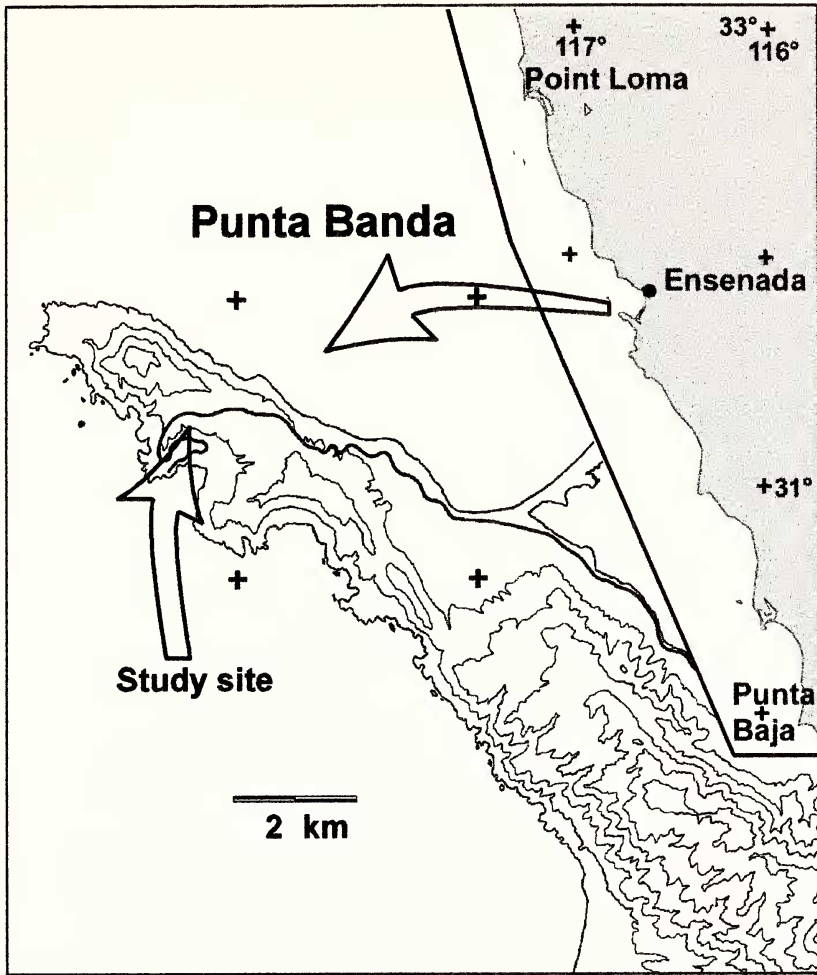 33°+
+
117°
116°
Point Loma
Punta Banda
Ensenada
+31°
Study site
Punta
Baja
2 km